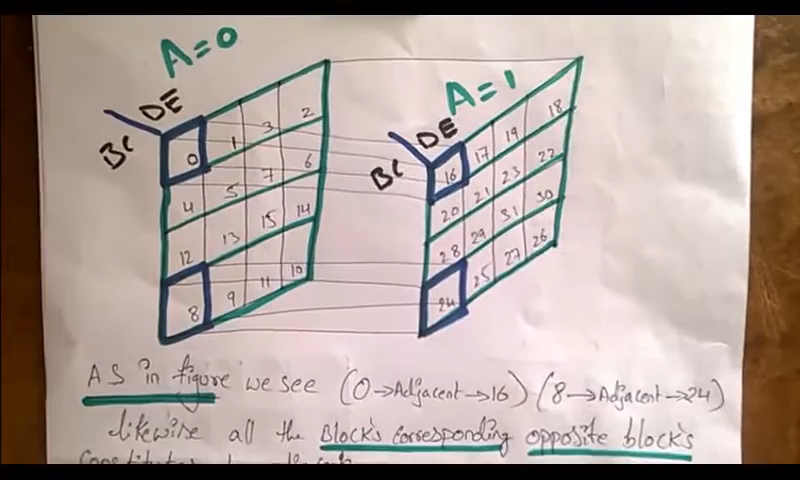 A=0
A=1
BC DE
BC DE
0 1 3 2
4 5 7 6
12 13 15 14
8 9 11 10
16 17 19 18
20 21 23 22
28 29 31 30
24 25 27 26
AS in figure we see (0→Adjacent→16) (8→Adjacent→24)
likewise all the Block's corresponding opposite block's